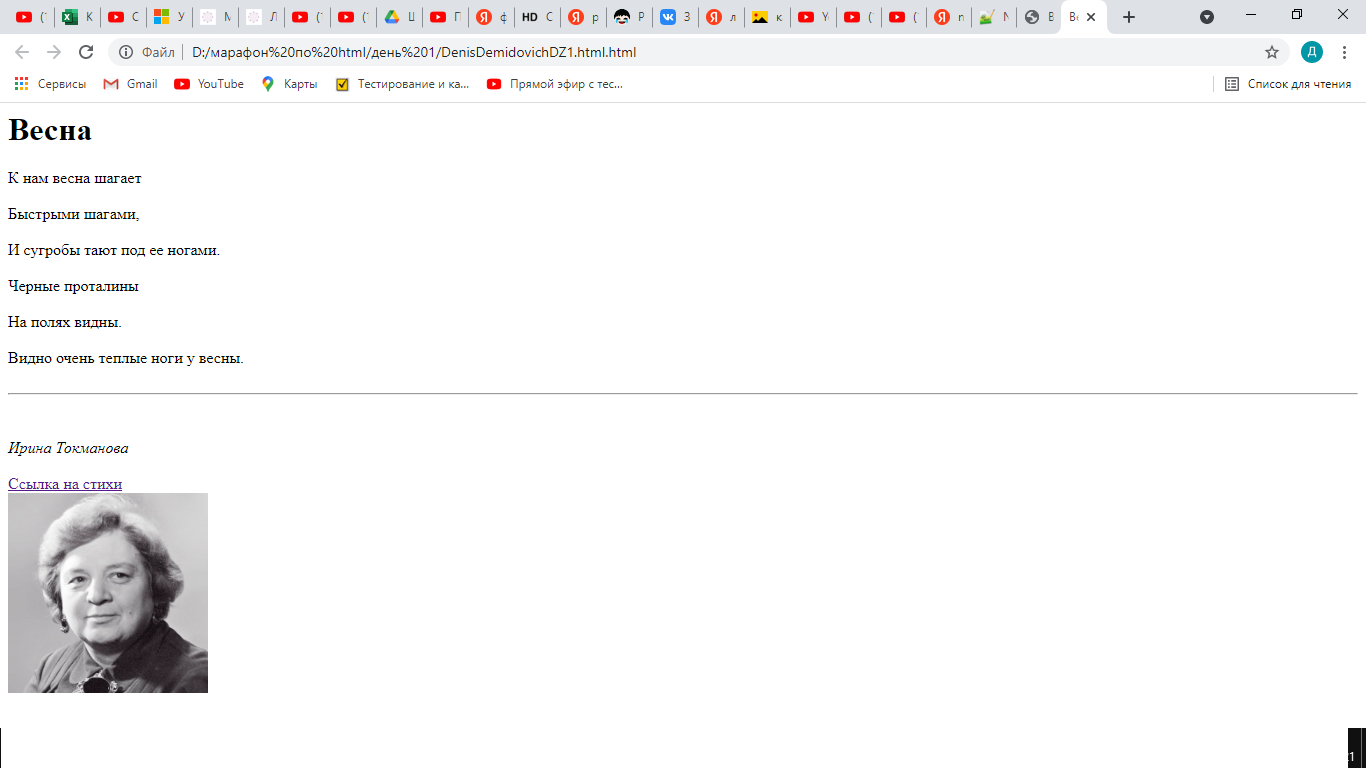 К
С
У
М
Л
Ш
П
ф
HD С
р
Р
З
л
к
Y
n
N
В
Ве
Файл D:/марафон%20по%20html/день%201/DenisDemidovichDZ1.html.html Д
Сервисы Gmail YouTube Карты Тестирование и ка... Прямой эфир с тес... Список для чтения
Весна
К нам весна шагает
Быстрыми шагами,
И сугробы тают под ее ногами.
Черные проталины
На полях видны.
Видно очень теплые ноги у весны.
Ирина Токманова
Ссылка на стихи